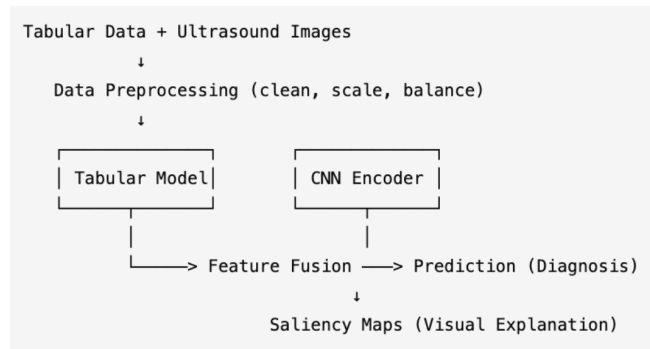 Tabular Data + Ultrasound Images
↓
Data Preprocessing (clean, scale, balance)
↓
Tabular Model CNN Encoder
Feature Fusion ──> Prediction (Diagnosis)
↓
Saliency Maps (Visual Explanation)